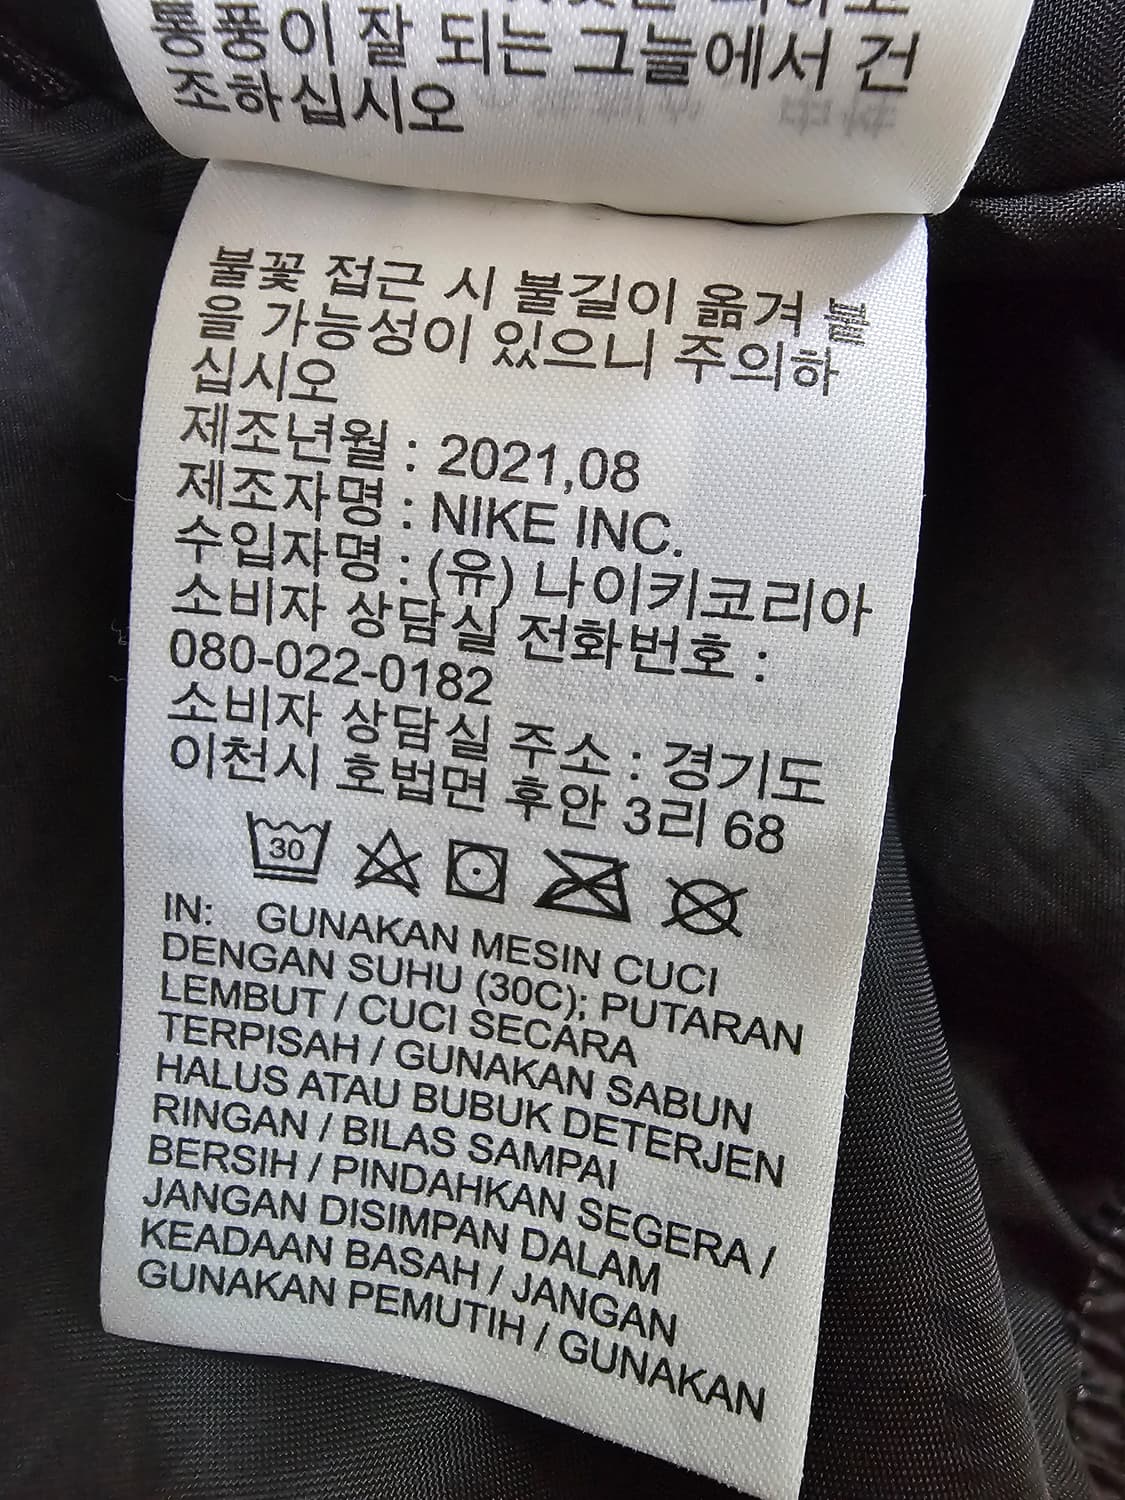 통풍이 잘 되는 그늘에서 건
조하십시오
불꽃 접근 시 불길이 옮겨 붙
을 가능성이 있으니 주의하
십시오
제조년월 : 2021,08
제조자명 : NIKE INC.
수입자명 : (유) 나이키코리아
소비자 상담실 전화번호 :
080-022-0182
소비자 상담실 주소 : 경기도
이천시 호법면 후안 3리 68
30
IN: GUNAKAN MESIN CUCI
DENGAN SUHU (30C); PUTARAN
LEMBUT / CUCI SECARA
TERPISAH / GUNAKAN SABUN
HALUS ATAU BUBUK DETERJEN
RINGAN / BILAS SAMPAI
BERSIH / PINDAHKAN SEGERA /
JANGAN DISIMPAN DALAM
KEADAAN BASAH / JANGAN
GUNAKAN PEMUTIH / GUNAKAN